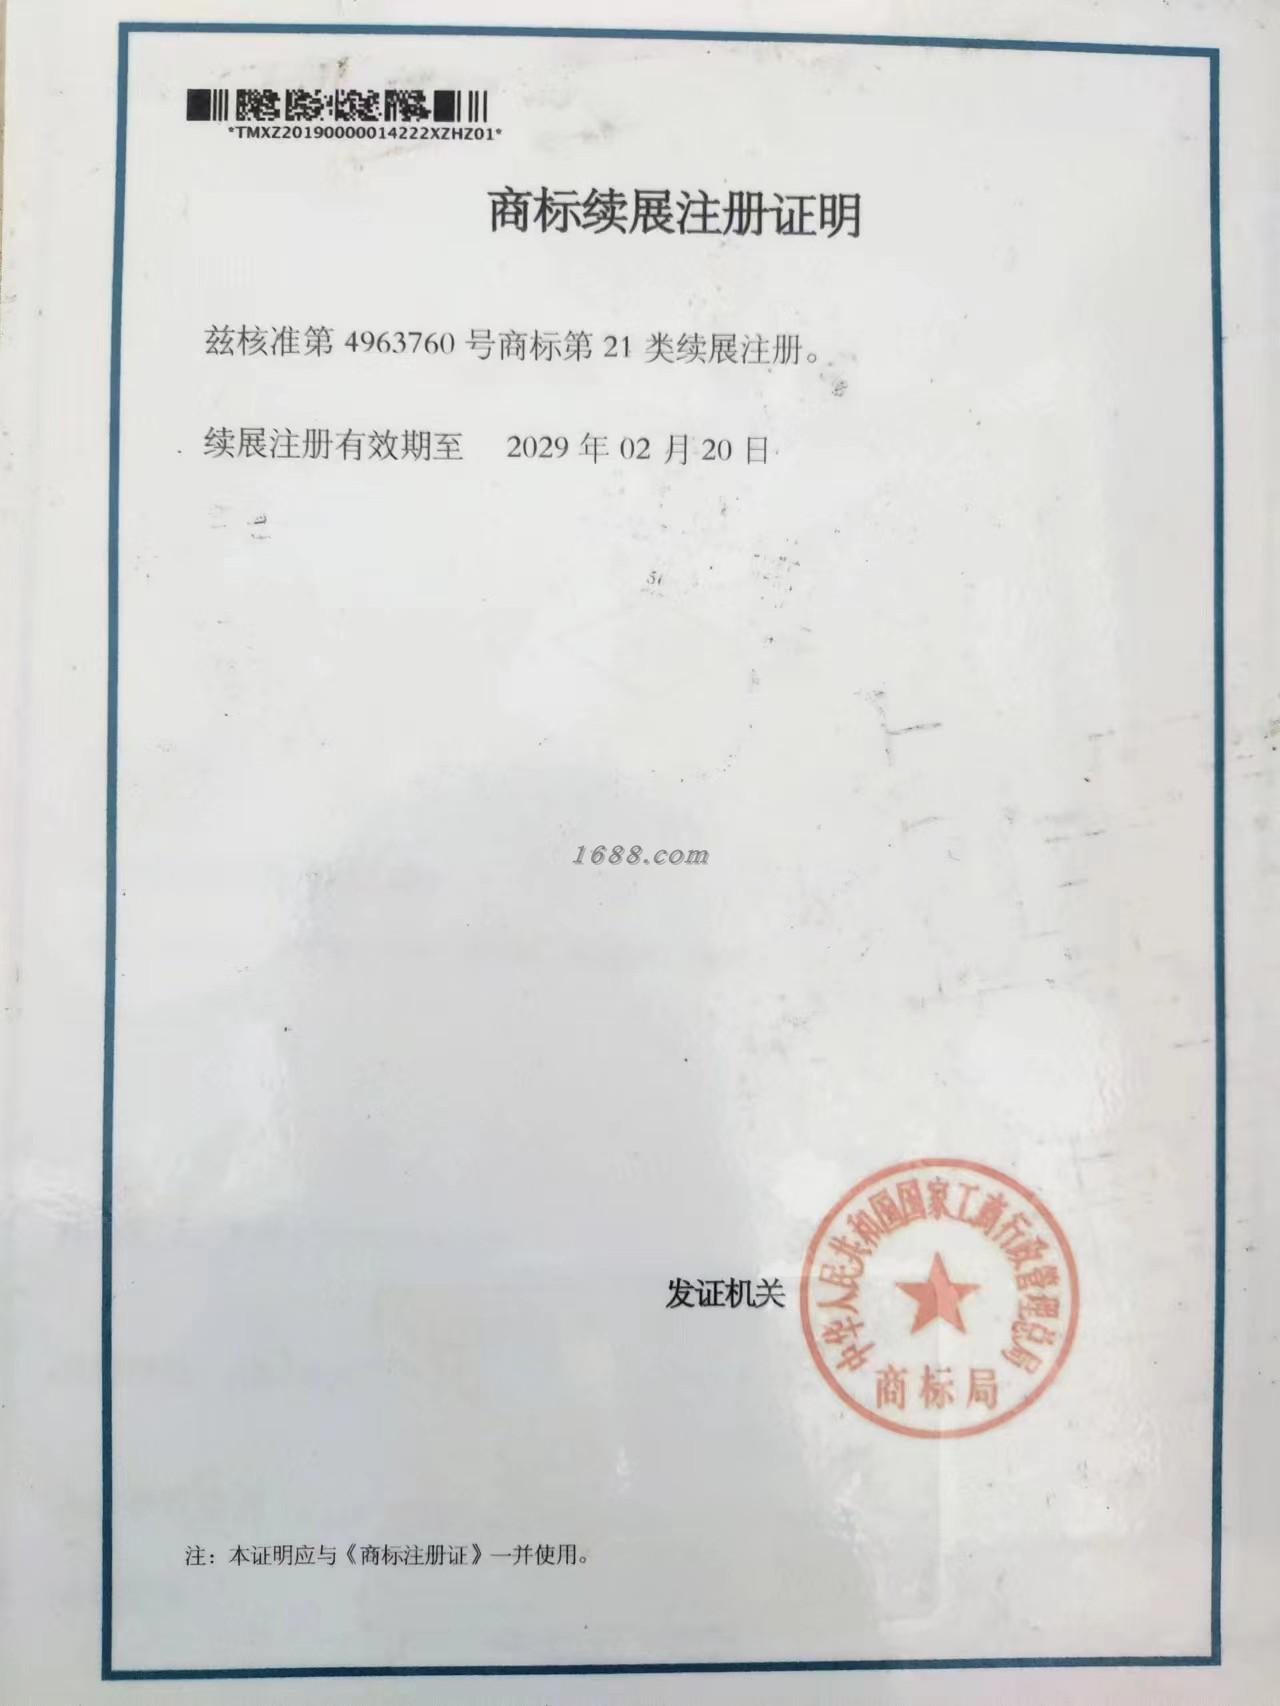 *TMXZ20190000014222XZHZ01*
商标续展注册证明
兹核准第 4963760 号商标第 21 类续展注册。
续展注册有效期至 2029 年 02 月 20 日
1688.com
中华人民共和国国家工商行政管理总局
发证机关
商标局
注：本证明应与《商标注册证》一并使用。